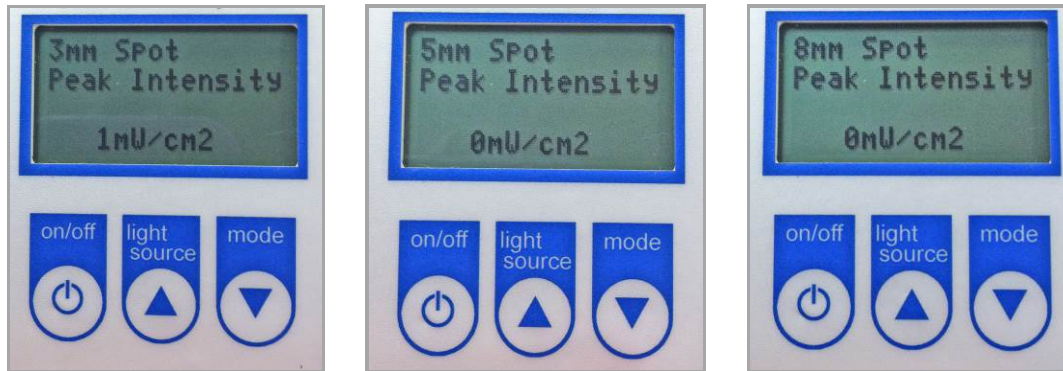 3mm Spot
Peak Intensity
1mW/cm2
on/off
light
source
mode
5mm Spot
Peak Intensity
0mW/cm2
on/off
light
source
mode
8mm Spot
Peak Intensity
0mW/cm2
on/off
light
source
mode